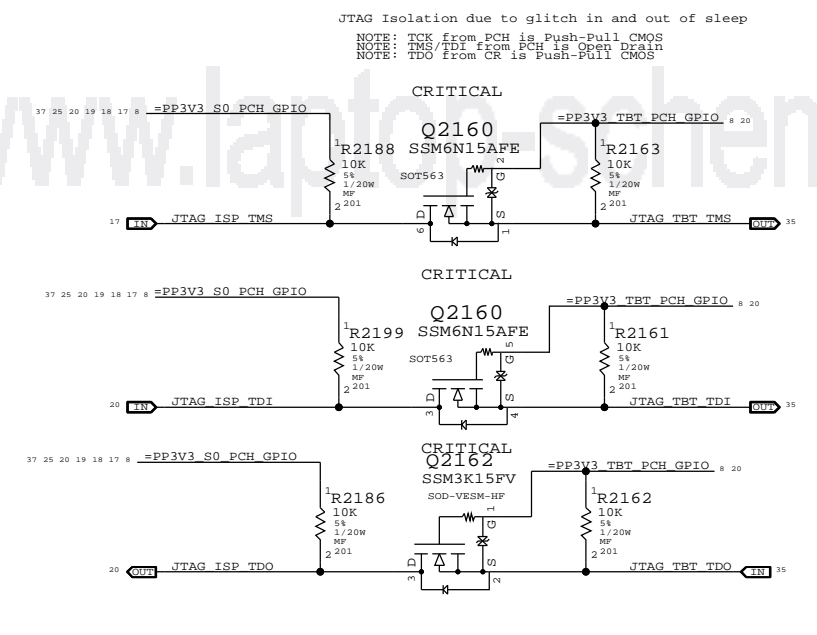 JTAG Isolation due to glitch in and out of sleep
NOTE: TCK from PCH is Push-Pull CMOS
NOTE: TMS/TDI from PCH is Open Drain
NOTE: TDO from CR is Push-Pull CMOS
www.laptop-schem
CRITICAL
37 25 20 19 18 17 8 =PP3V3_S0_PCH_GPIO
=PP3V3_TBT_PCH_GPIO 8 20
Q2160
SSM6N15AFE
SOT563
1
R2188
10K
5%
1/20W
MF
201
2
G 2
1
R2163
10K
5%
1/20W
MF
201
2
17 IN JTAG_ISP_TMS
6 D
S 1
JTAG_TBT_TMS OUT 35
CRITICAL
37 25 20 19 18 17 8 =PP3V3_S0_PCH_GPIO
=PP3V3_TBT_PCH_GPIO 8 20
Q2160
SSM6N15AFE
SOT563
1
R2199
10K
5%
1/20W
MF
201
2
G 5
1
R2161
10K
5%
1/20W
MF
201
2
20 IN JTAG_ISP_TDI
3 D
S 4
JTAG_TBT_TDI OUT 35
CRITICAL
37 25 20 19 18 17 8 =PP3V3_S0_PCH_GPIO
=PP3V3_TBT_PCH_GPIO 8 20
Q2162
SSM3K15FV
SOD-VESM-HF
1
R2186
10K
5%
1/20W
MF
201
2
G 1
1
R2162
10K
5%
1/20W
MF
201
2
20 OUT JTAG_ISP_TDO
3 D
S 2
JTAG_TBT_TDO IN 35